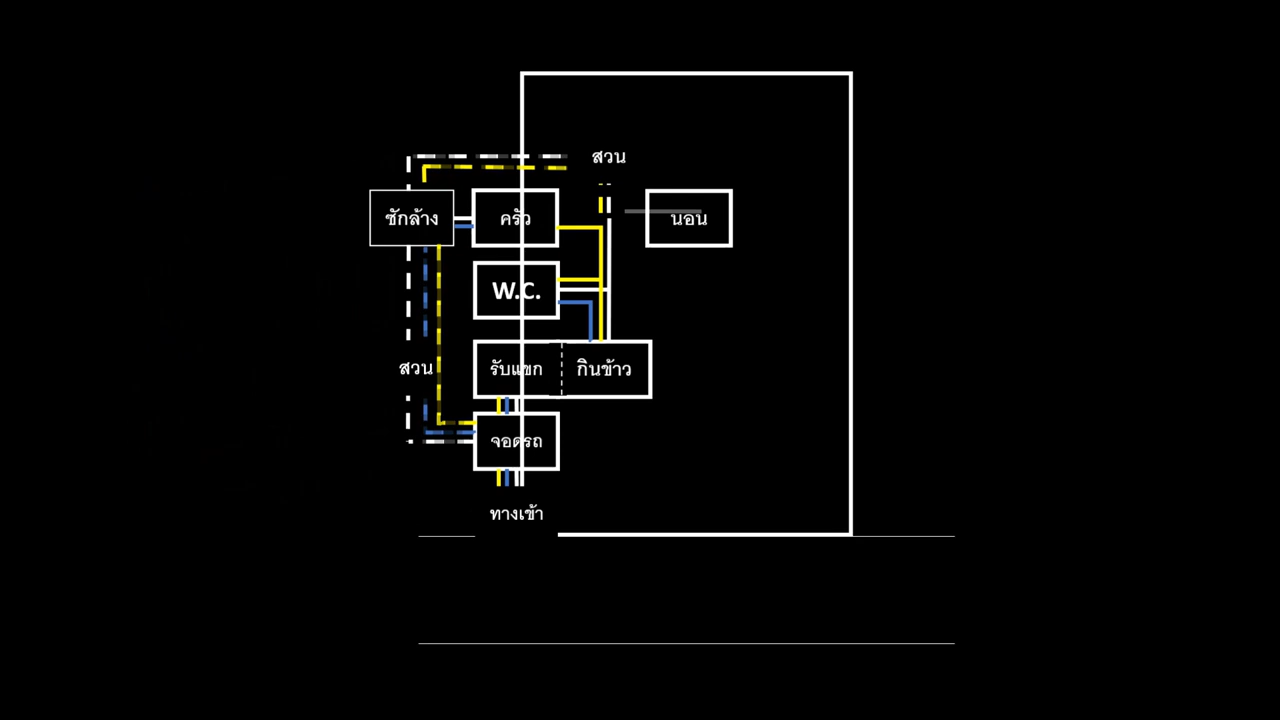 สวน
ซักล้าง
ครัว
นอน
W.C.
สวน
รับแขก
กินข้าว
จอดรถ
ทางเข้า